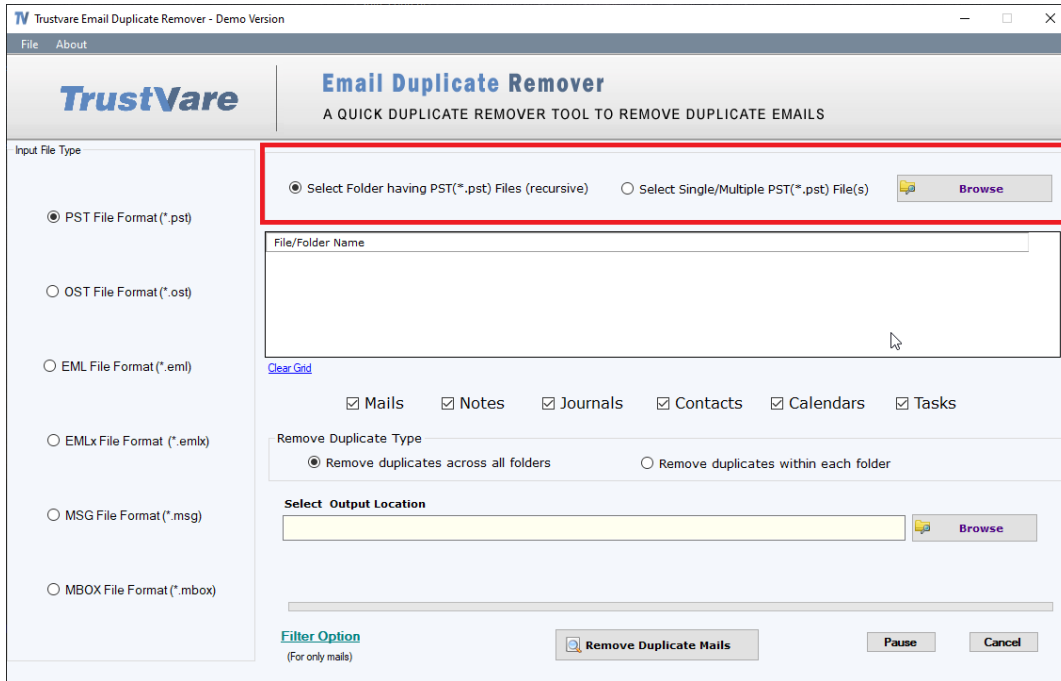 TV Trustvare Email Duplicate Remover - Demo Version
File About
TrustVare
Email Duplicate Remover
A QUICK DUPLICATE REMOVER TOOL TO REMOVE DUPLICATE EMAILS
Input File Type
PST File Format (*.pst)
OST File Format (*.ost)
EML File Format (*.eml)
EMLx File Format (*.emlx)
MSG File Format (*.msg)
MBOX File Format (*.mbox)
Select Folder having PST(*.pst) Files (recursive) Select Single/Multiple PST(*.pst) File(s) Browse
File/Folder Name
Clear Grid
Mails Notes Journals Contacts Calendars Tasks
Remove Duplicate Type
Remove duplicates across all folders Remove duplicates within each folder
Select Output Location
Browse
Filter Option
(For only mails)
Remove Duplicate Mails Pause Cancel